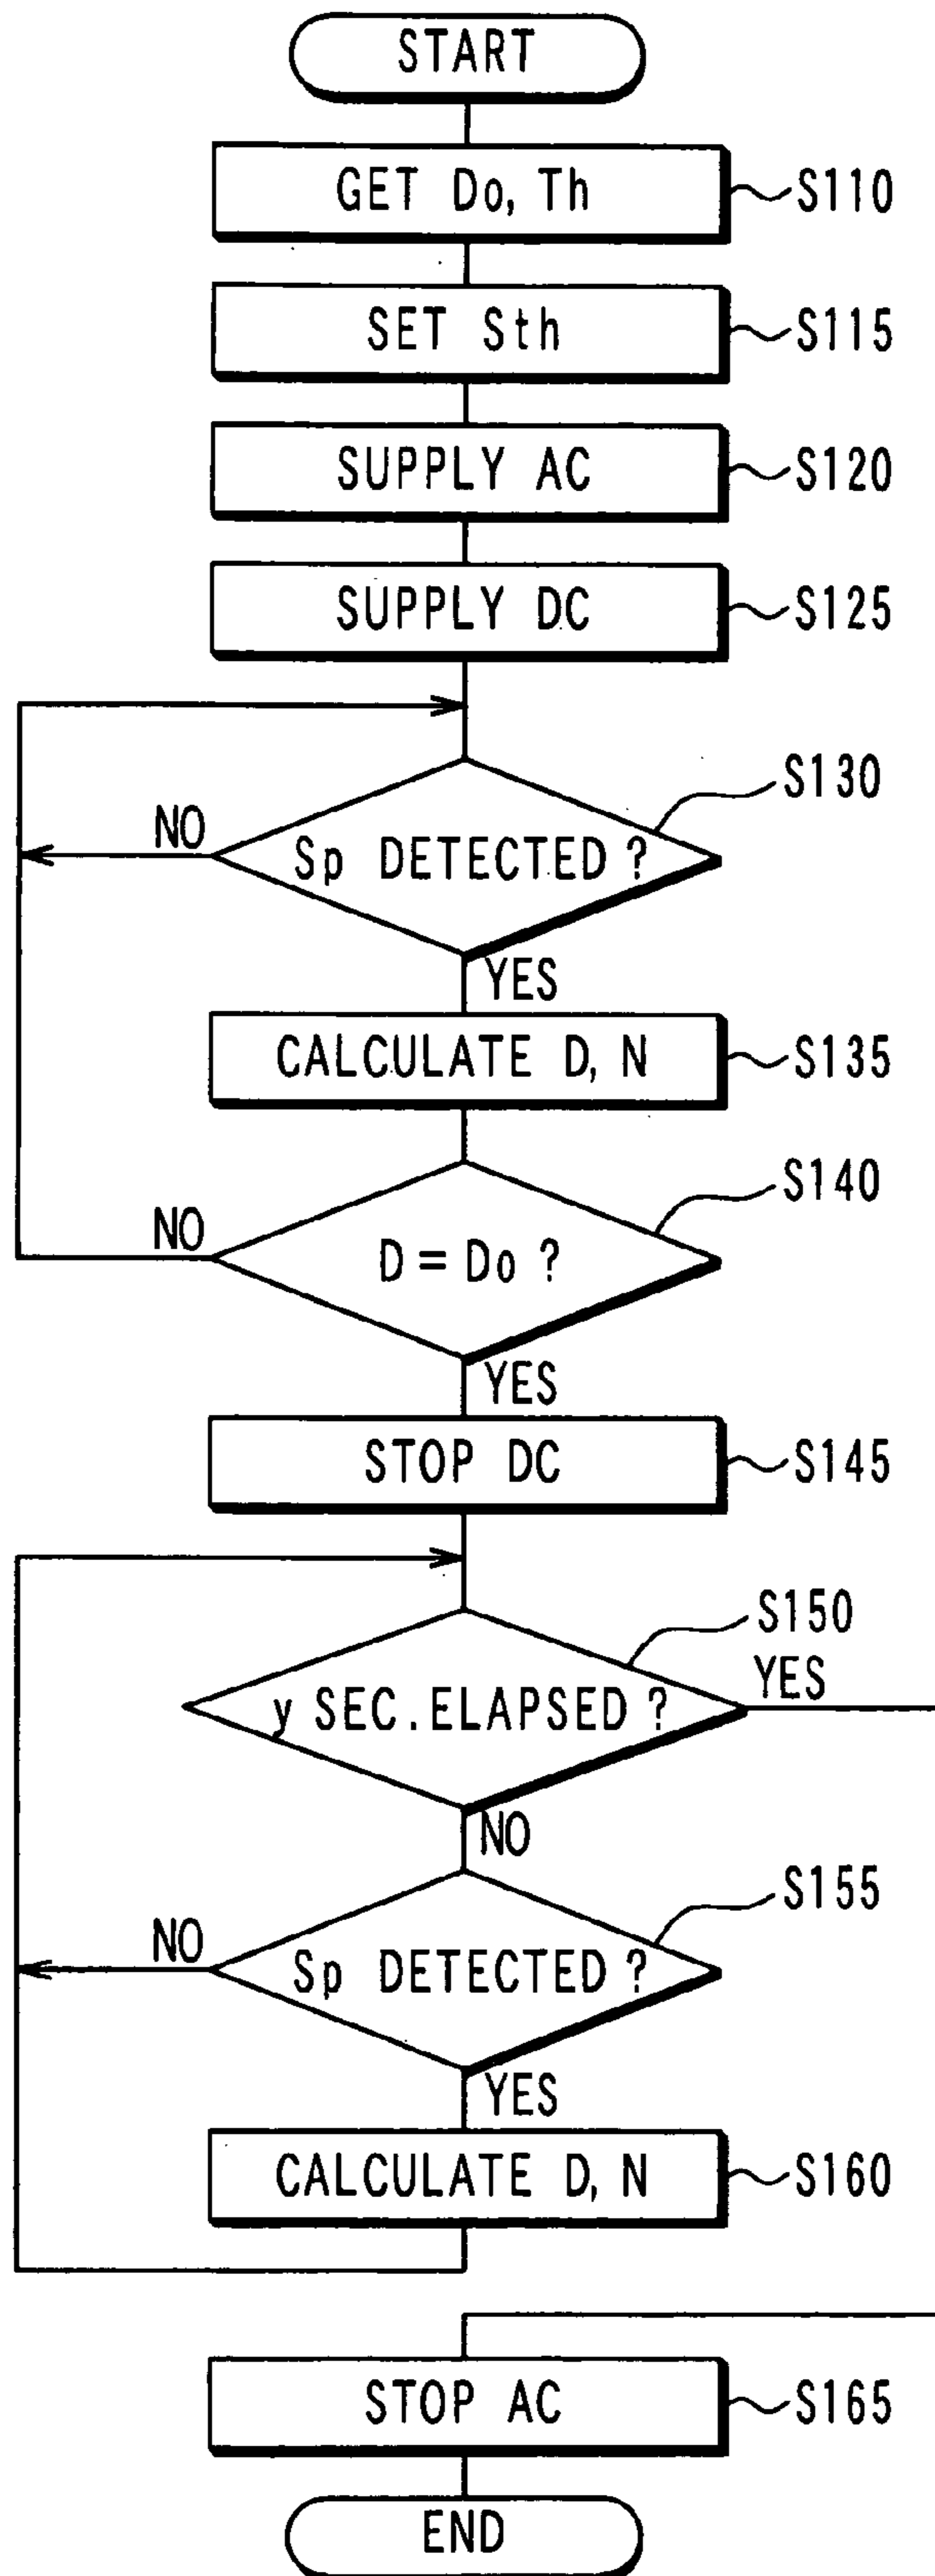 START
GET Do, Th
S110
SET Sth
S115
SUPPLY AC
S120
SUPPLY DC
S125
S130
NO
Sp DETECTED ?
YES
CALCULATE D, N
S135
S140
NO
D = Do ?
YES
STOP DC
S145
S150
YES
y SEC. ELAPSED ?
NO
S155
NO
Sp DETECTED ?
YES
CALCULATE D, N
S160
STOP AC
S165
END